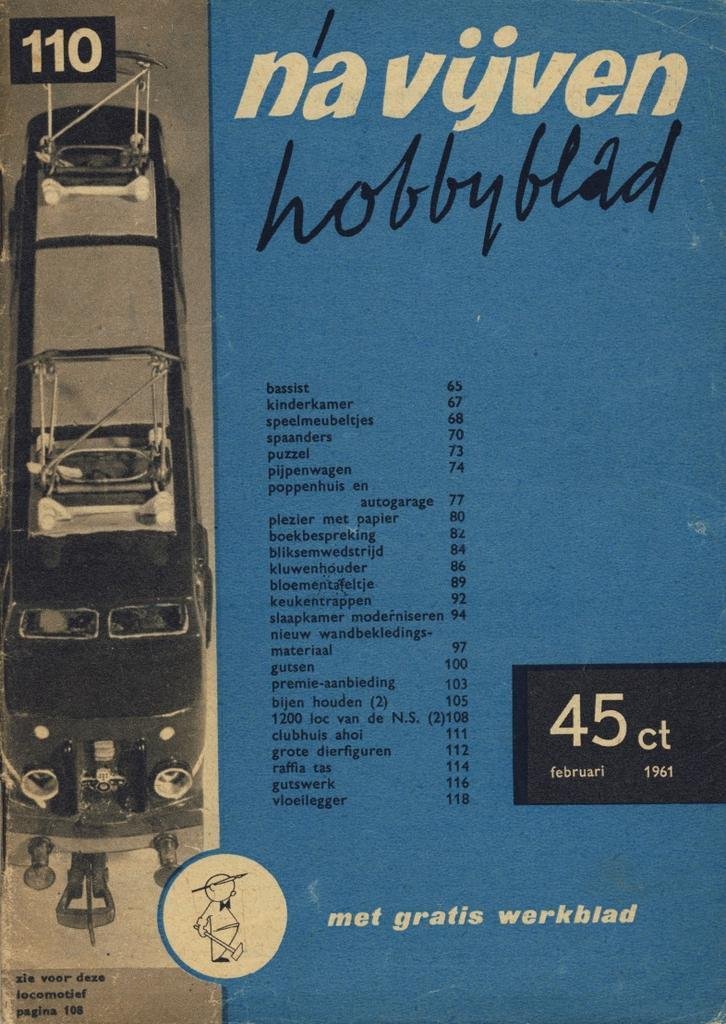 110
na vijven
hobbyblad
bassist 65
kinderkamer 67
speelmeubeltjes 68
spaanders 70
puzzel 73
pijpenwagen 74
poppenhuis en
autogarage 77
plezier met papier 80
boekbespreking 82
bliksemwedstrijd 84
kluwenhouder 86
bloementafeltje 89
keukentrappen 92
slaapkamer moderniseren 94
nieuw wandbekledings-
materiaal 97
gutsen 100
premie-aanbieding 103
bijen houden (2) 105
1200 loc van de N.S. (2) 108
clubhuis ahoi 111
grote dierfiguren 112
raffia tas 114
gutswerk 116
vloeilegger 118
45 ct
februari 1961
met gratis werkblad
zie voor deze
locomotief
pagina 108